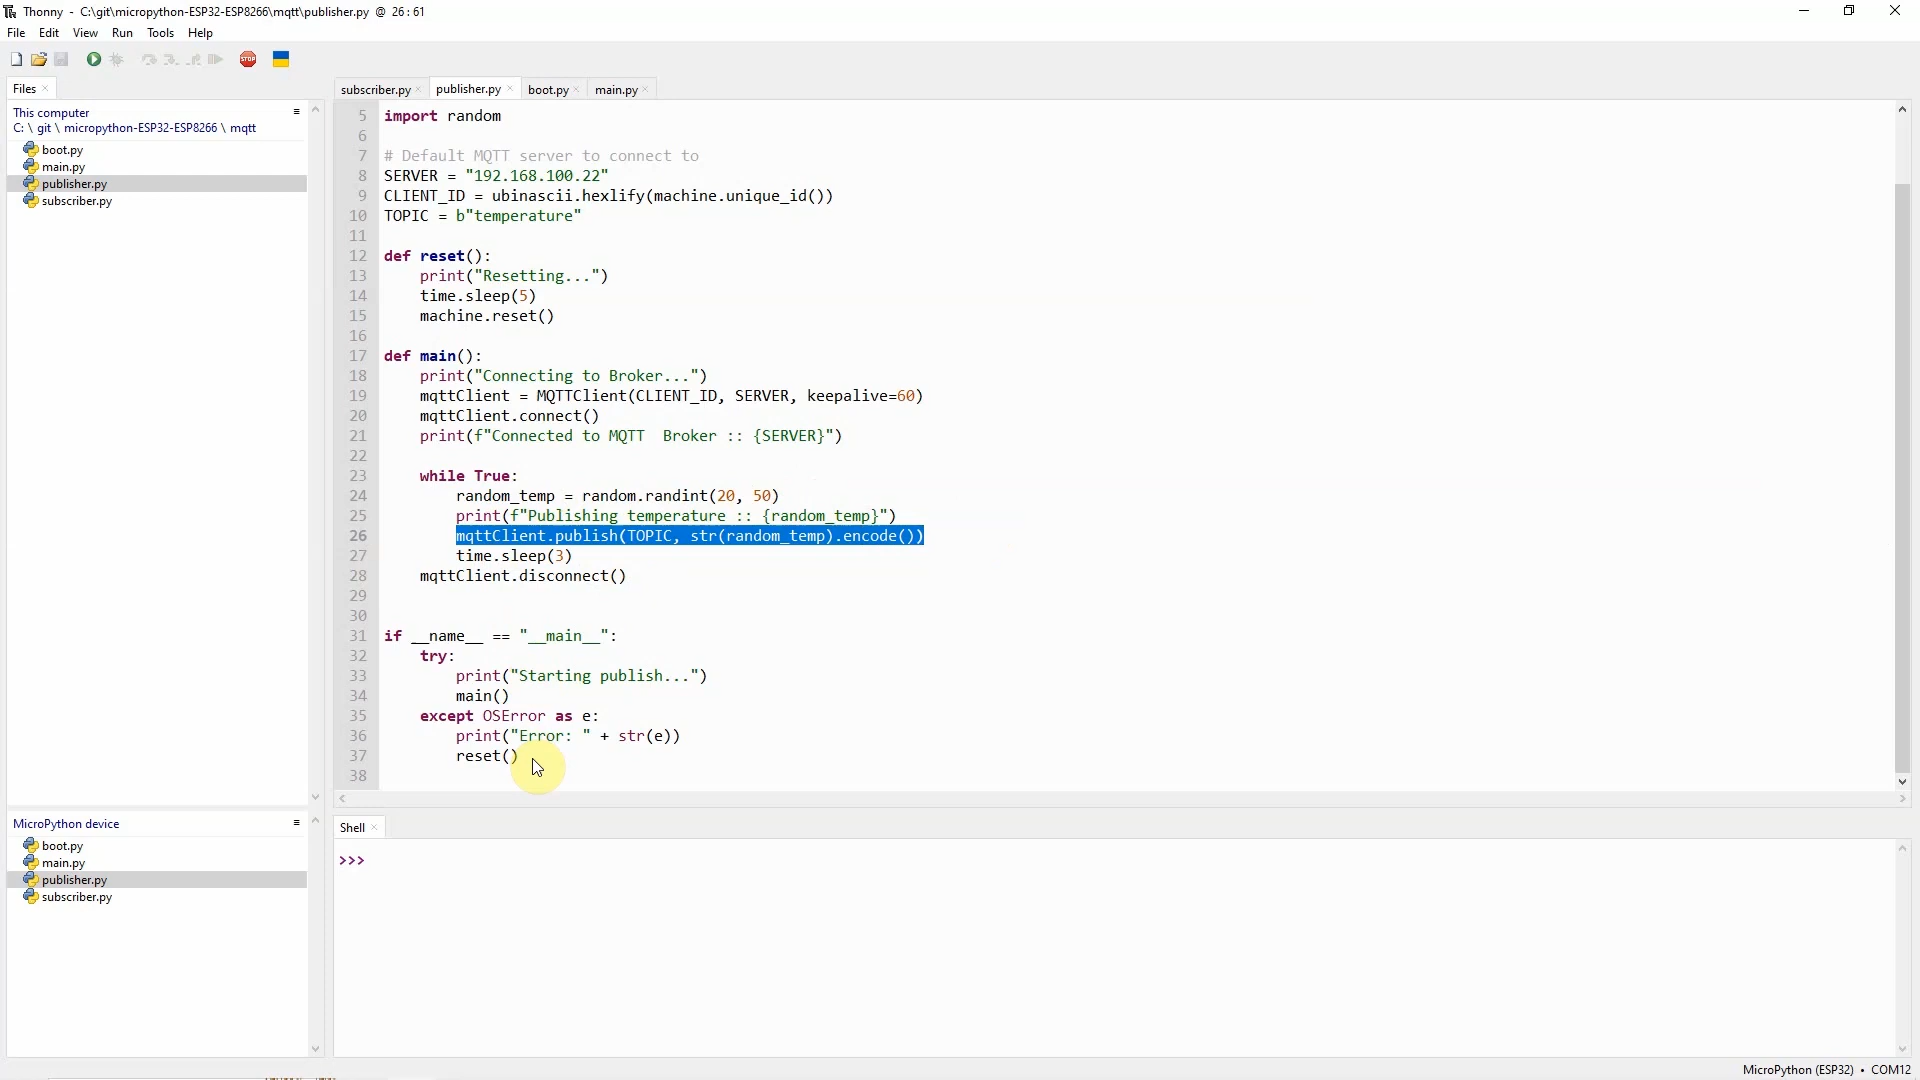 Thonny - C:\git\micropython-ESP32-ESP8266\mqtt\publisher.py @ 26:61
File Edit View Run Tools Help
STOP
Files
This computer
C: \ git \ micropython-ESP32-ESP8266 \ mqtt
boot.py
main.py
publisher.py
subscriber.py
MicroPython device
boot.py
main.py
publisher.py
subscriber.py
subscriber.py publisher.py boot.py main.py
5 import random
6
7 # Default MQTT server to connect to
8 SERVER = "192.168.100.22"
9 CLIENT_ID = ubinascii.hexlify(machine.unique_id())
10 TOPIC = b"temperature"
11
12 def reset():
13     print("Resetting...")
14     time.sleep(5)
15     machine.reset()
16
17 def main():
18     print("Connecting to Broker...")
19     mqttClient = MQTTClient(CLIENT_ID, SERVER, keepalive=60)
20     mqttClient.connect()
21     print(f"Connected to MQTT  Broker :: {SERVER}")
22
23     while True:
24         random_temp = random.randint(20, 50)
25         print(f"Publishing temperature :: {random_temp}")
26         mqttClient.publish(TOPIC, str(random_temp).encode())
27         time.sleep(3)
28     mqttClient.disconnect()
29
30
31 if __name__ == "__main__":
32     try:
33         print("Starting publish...")
34         main()
35     except OSError as e:
36         print("Error: " + str(e))
37         reset()
38
Shell
>>>
MicroPython (ESP32) • COM12